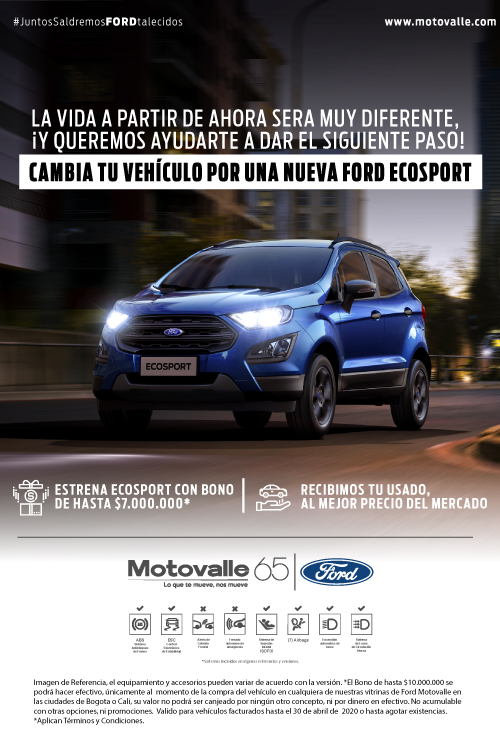 #JuntosSaldremosFORDtalecidos
www.motovalle.com
LA VIDA A PARTIR DE AHORA SERA MUY DIFERENTE,
¡Y QUEREMOS AYUDARTE A DAR EL SIGUIENTE PASO!
CAMBIA TU VEHÍCULO POR UNA NUEVA FORD ECOSPORT
Ford
ECOSPORT
ESTRENA ECOSPORT CON BONO
DE HASTA $7.000.000*
RECIBIMOS TU USADO,
AL MEJOR PRECIO DEL MERCADO
Motovalle 65
Lo que te mueve, nos mueve
Ford
ABS
ESC
(ISOFIX)
(7) Airbags
Imagen de Referencia, el equipamiento y accesorios pueden variar de acuerdo con la versión. *El Bono de hasta $10.000.000 se
podrá hacer efectivo, únicamente al momento de la compra del vehículo en cualquiera de nuestras vitrinas de Ford Motovalle en
las ciudades de Bogota o Cali, su valor no podrá ser canjeado por ningún otro concepto, ni por dinero en efectivo. No acumulable
con otras opciones, ni promociones. Valido para vehículos facturados hasta el 30 de abril de 2020 o hasta agotar existencias.
*Aplican Términos y Condiciones.